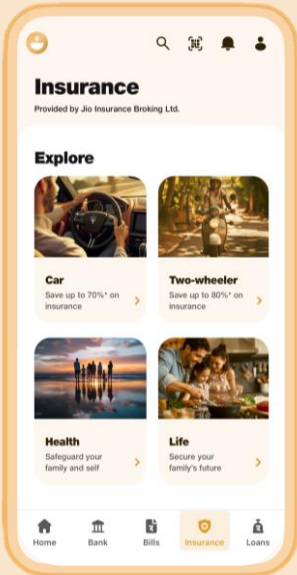 Insurance
Provided by Jio Insurance Broking Ltd.
Explore
Car
Save up to 70%* on
insurance
Two-wheeler
Save up to 80%* on
insurance
Health
Safeguard your
family and self
Life
Secure your
family's future
Home
Bank
Bills
Insurance
Loans